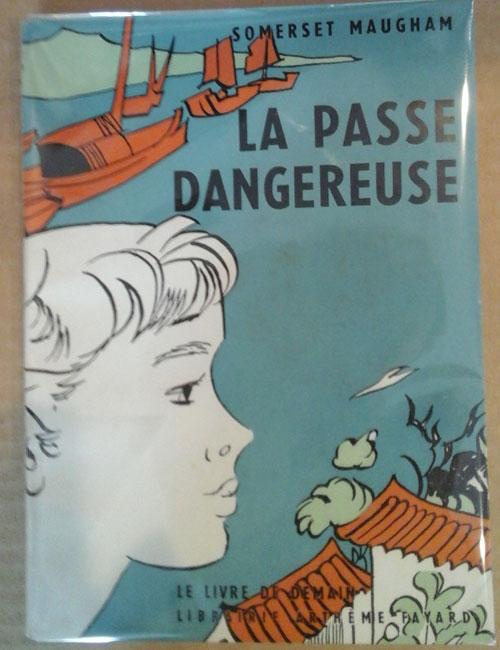 SOMERSET MAUGHAM
LA PASSE
DANGEREUSE
LE LIVRE DE DEMAIN
LIBRAIRIE ARTHÈME FAYARD